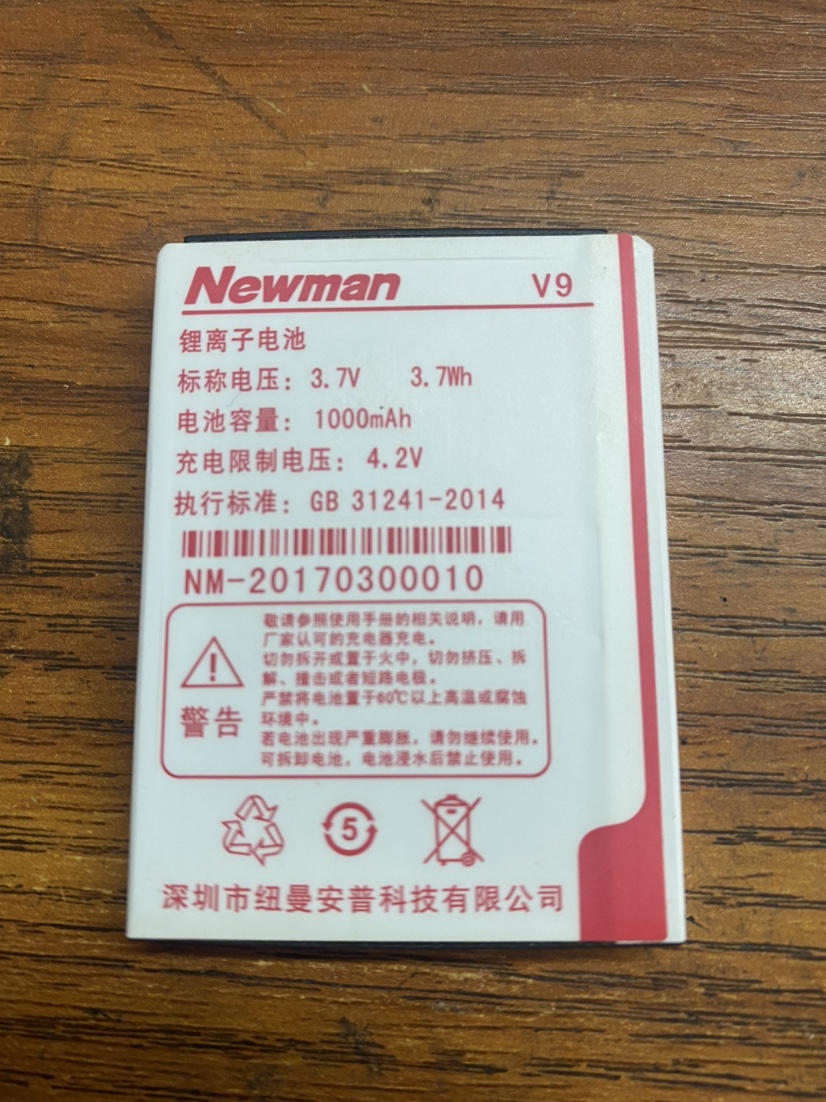 Newman V9
锂离子电池
标称电压：3.7V 3.7Wh
电池容量：1000mAh
充电限制电压：4.2V
执行标准：GB 31241-2014
NM-20170300010
敬请参照使用手册的相关说明，请用
厂家认可的充电器充电。
切勿拆开或置于火中，切勿挤压、拆
解、撞击或者短路电极。
严禁将电池置于60℃以上高温或腐蚀
环境中。
若电池出现严重膨胀，请勿继续使用。
可拆卸电池，电池浸水后禁止使用。
警告
5
深圳市纽曼安普科技有限公司